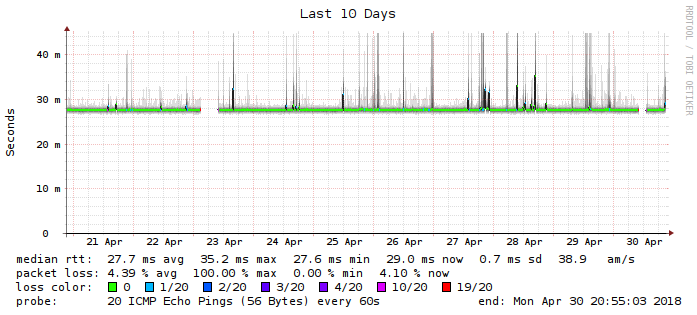 Last 10 Days
RRDTOOL / TOBI OETIKER
Seconds
40 m
30 m
20 m
10 m
0
21 Apr 22 Apr 23 Apr 24 Apr 25 Apr 26 Apr 27 Apr 28 Apr 29 Apr 30 Apr
median rtt: 27.7 ms avg 35.2 ms max 27.6 ms min 29.0 ms now 0.7 ms sd 38.9 am/s
packet loss: 4.39 % avg 100.00 % max 0.00 % min 4.10 % now
loss color: 0 1/20 2/20 3/20 4/20 10/20 19/20
probe: 20 ICMP Echo Pings (56 Bytes) every 60s end: Mon Apr 30 20:55:03 2018